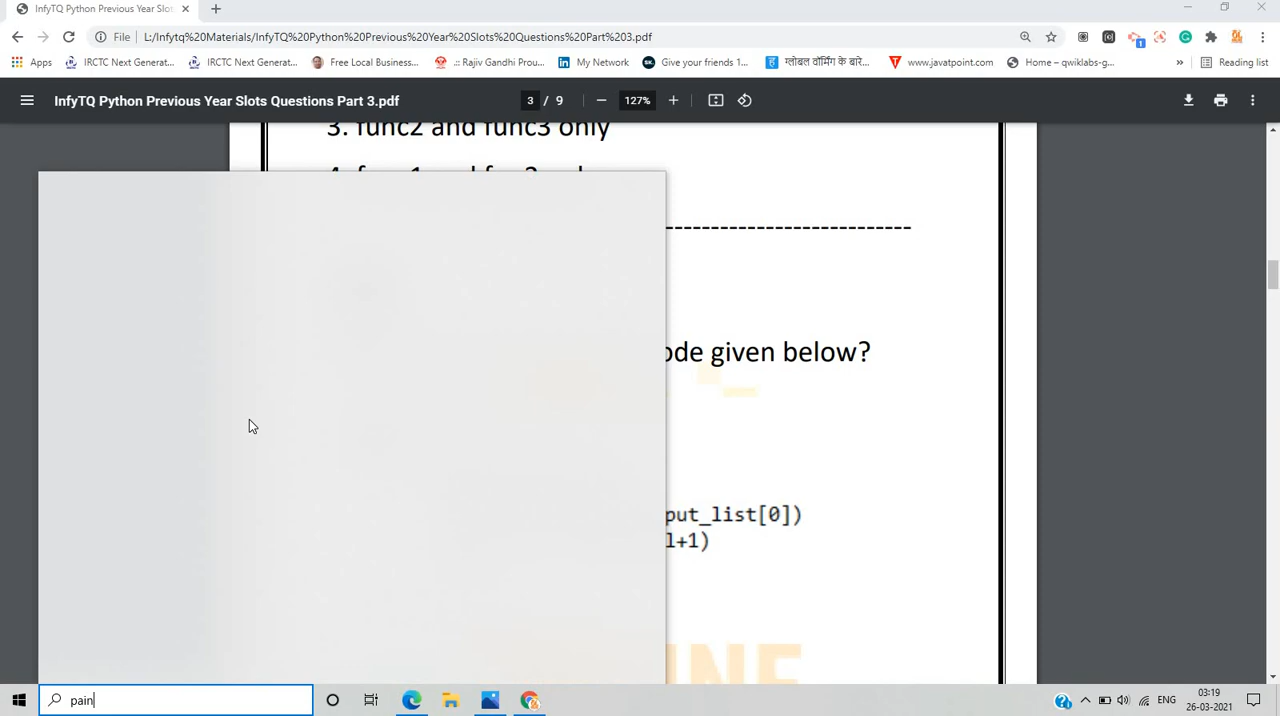 InfyTQ Python Previous Year Slot
File
L:/Infytq%20Materials/InfyTQ%20Python%20Previous%20Year%20Slots%20Questions%20Part%203.pdf
Apps
IRCTC Next Generat...
IRCTC Next Generat...
Free Local Business...
.:: Rajiv Gandhi Prou...
My Network
Give your friends 1...
ग्लोबल वॉर्मिंग के बारे...
www.javatpoint.com
Home – qwiklabs-g...
»
Reading list
InfyTQ Python Previous Year Slots Questions Part 3.pdf
3 / 9
127%
3. func2 and func3 only
--------------------------
ode given below?
put_list[0])
l+1)
pain
ENG
03:19
26-03-2021